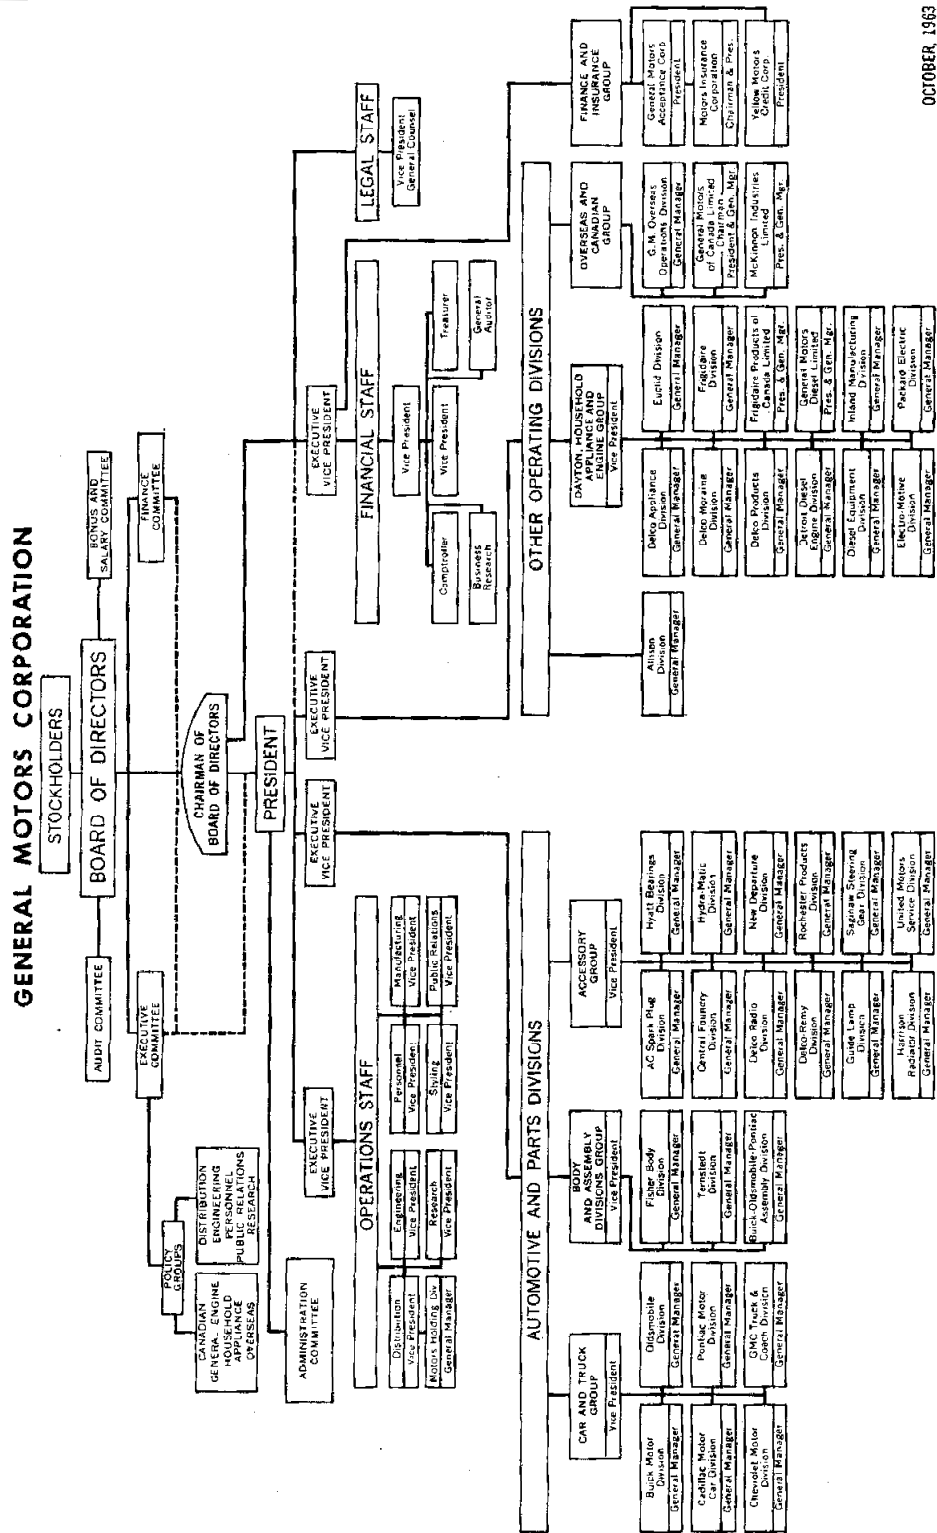 GENERAL MOTORS CORPORATION
STOCKHOLDERS
AUDIT COMMITTEE
BOARD OF DIRECTORS
BONUS AND
SALARY COMMITTEE
EXECUTIVE
COMMITTEE
FINANCE
COMMITTEE
POLICY
GROUPS
CANADIAN
GENERAL ENGINE
HOUSEHOLD
APPLIANCE
OVERSEAS
DISTRIBUTION
ENGINEERING
PERSONNEL
PUBLIC RELATIONS
RESEARCH
CHAIRMAN OF
BOARD OF DIRECTORS
PRESIDENT
ADMINISTRATION
COMMITTEE
EXECUTIVE
VICE PRESIDENT
EXECUTIVE
VICE PRESIDENT
EXECUTIVE
VICE PRESIDENT
EXECUTIVE
VICE PRESIDENT
OPERATIONS STAFF
Distribution
Vice President
Motors Holding Div.
General Manager
Engineering
Vice President
Research
Vice President
Personnel
Vice President
Styling
Vice President
Manufacturing
Vice President
Public Relations
Vice President
FINANCIAL STAFF
Vice President
Comptroller
Vice President
Treasurer
Business
Research
General
Auditor
LEGAL STAFF
Vice President
General Counsel
AUTOMOTIVE AND PARTS DIVISIONS
CAR AND TRUCK
GROUP
Vice President
Buick Motor
Division
General Manager
Oldsmobile
Division
General Manager
Cadillac Motor
Car Division
General Manager
Pontiac Motor
Division
General Manager
Chevrolet Motor
Division
General Manager
GMC Truck &
Coach Division
General Manager
BODY
AND ASSEMBLY
DIVISIONS GROUP
Vice President
Fisher Body
Division
General Manager
Ternstedt
Division
General Manager
Buick-Oldsmobile-Pontiac
Assembly Division
General Manager
ACCESSORY
GROUP
Vice President
AC Spark Plug
Division
General Manager
Hyatt Bearings
Division
General Manager
Central Foundry
Division
General Manager
Hydra-Matic
Division
General Manager
Delco Radio
Division
General Manager
New Departure
Division
General Manager
Delco-Remy
Division
General Manager
Rochester Products
Division
General Manager
Guide Lamp
Division
General Manager
Saginaw Steering
Gear Division
General Manager
Harrison
Radiator Division
General Manager
United Motors
Service Division
General Manager
OTHER OPERATING DIVISIONS
Allison
Division
General Manager
DAYTON, HOUSEHOLD
APPLIANCE AND
ENGINE GROUP
Vice President
Delco Appliance
Division
General Manager
Euclid Division
General Manager
Delco Moraine
Division
General Manager
Frigidaire
Division
General Manager
Delco Products
Division
General Manager
Frigidaire Products of
Canada Limited
Pres. & Gen. Mgr.
Detroit Diesel
Engine Division
General Manager
General Motors
Diesel Limited
Pres. & Gen. Mgr.
Diesel Equipment
Division
General Manager
Inland Manufacturing
Division
General Manager
Electro-Motive
Division
General Manager
Packard Electric
Division
General Manager
OVERSEAS AND
CANADIAN
GROUP
G.M. Overseas
Operations Division
General Manager
General Motors
of Canada Limited
Chairman
President & Gen. Mgr.
McKinnon Industries
Limited
Pres. & Gen. Mgr.
FINANCE AND
INSURANCE
GROUP
General Motors
Acceptance Corp
President
Motors Insurance
Corporation
Chairman & Pres.
Yellow Motors
Credit Corp.
President
OCTOBER, 1963